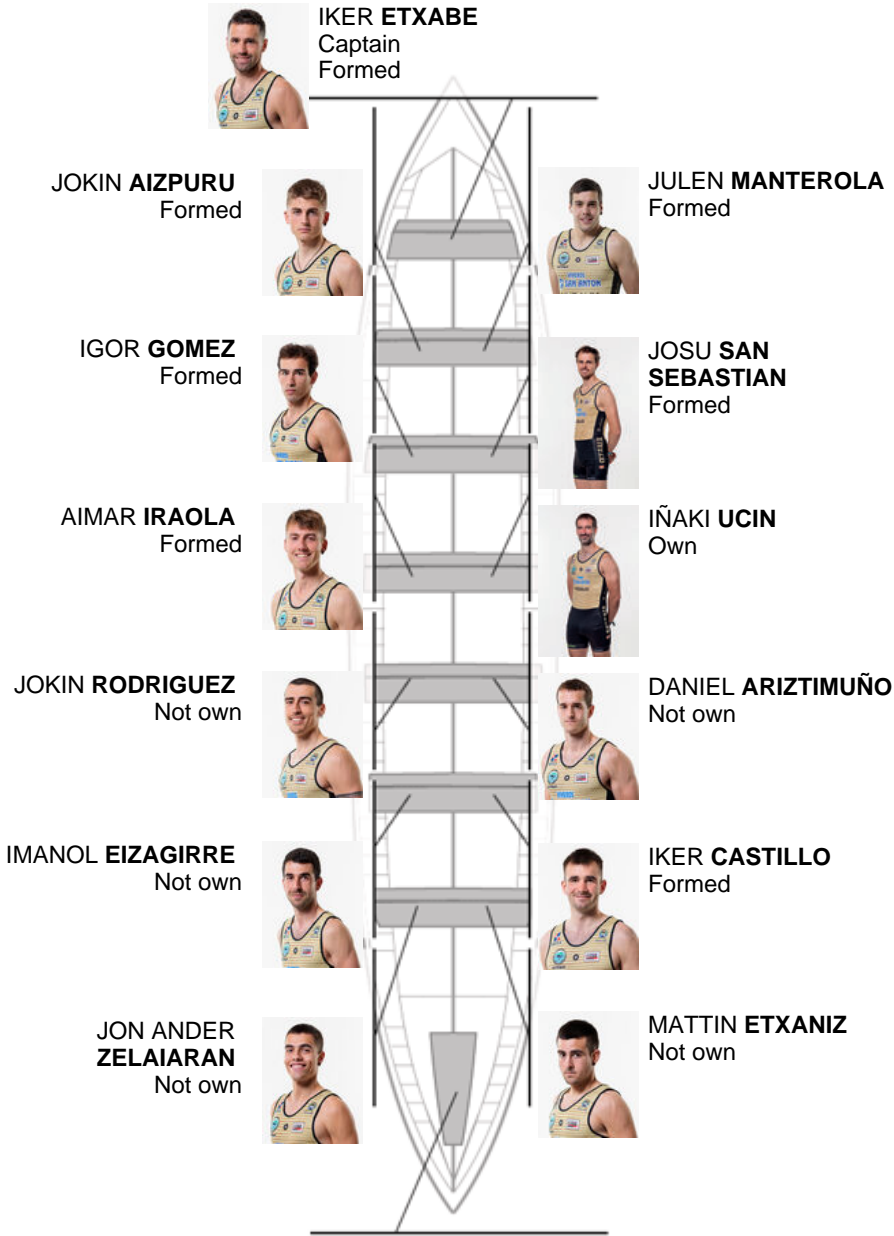 IKER ETXABE
Captain
Formed
JOKIN AIZPURU
Formed
JULEN MANTEROLA
Formed
IGOR GOMEZ
Formed
JOSU SAN
SEBASTIAN
Formed
AIMAR IRAOLA
Formed
IÑAKI UCIN
Own
JOKIN RODRIGUEZ
Not own
DANIEL ARIZTIMUÑO
Not own
IMANOL EIZAGIRRE
Not own
IKER CASTILLO
Formed
JON ANDER
ZELAIARAN
Not own
MATTIN ETXANIZ
Not own
SAN ANTON